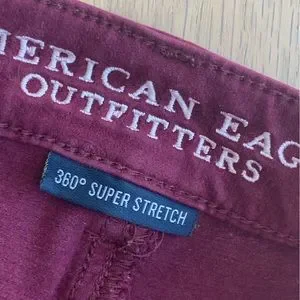 MERICAN EAG
OUTFITTERS
360° SUPER STRETCH